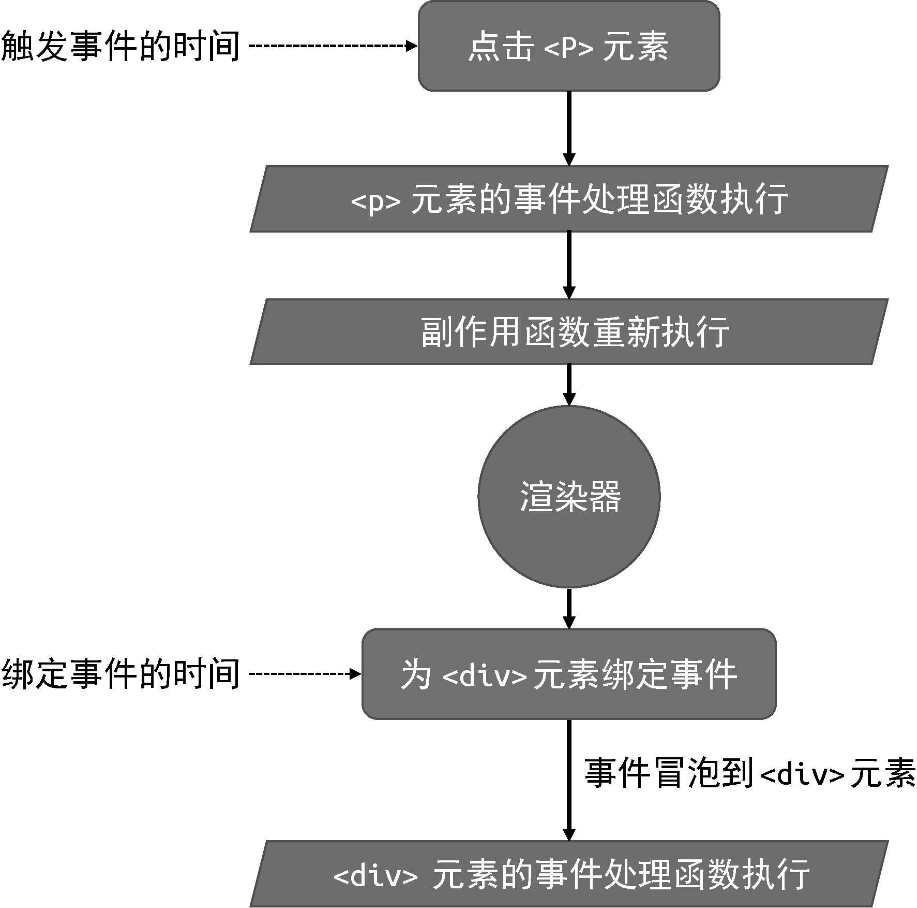 触发事件的时间
点击 <P> 元素
<p> 元素的事件处理函数执行
副作用函数重新执行
渲染器
绑定事件的时间
为 <div> 元素绑定事件
事件冒泡到 <div> 元素
<div> 元素的事件处理函数执行